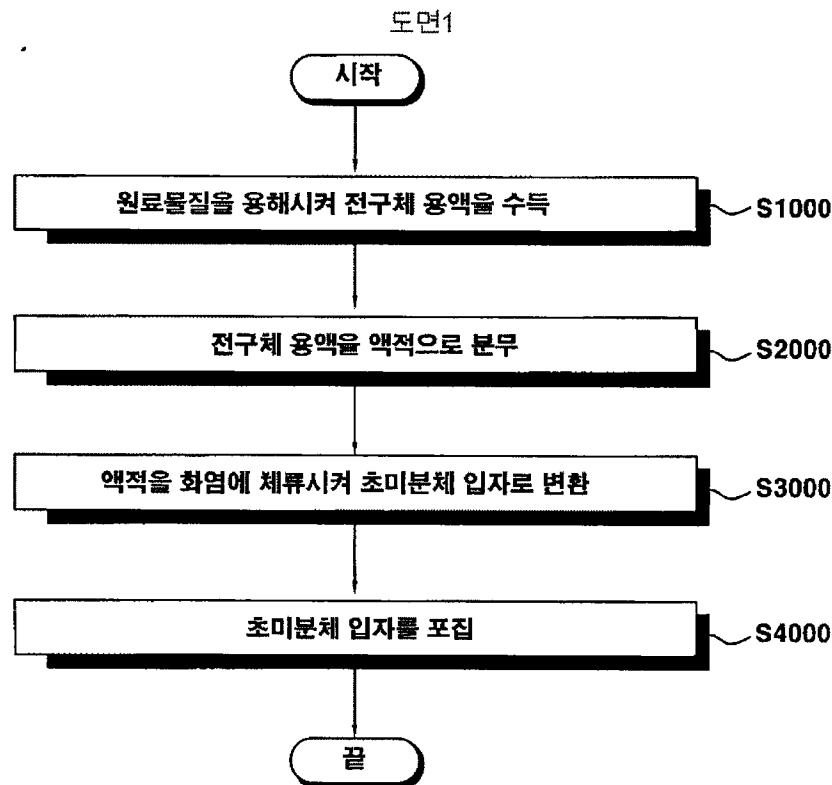 도면1
시작
원료물질을 용해시켜 전구체 용액을 수득
S1000
전구체 용액을 액적으로 분무
S2000
액적을 화염에 체류시켜 초미분체 입자로 변환
S3000
초미분체 입자를 포집
S4000
끝